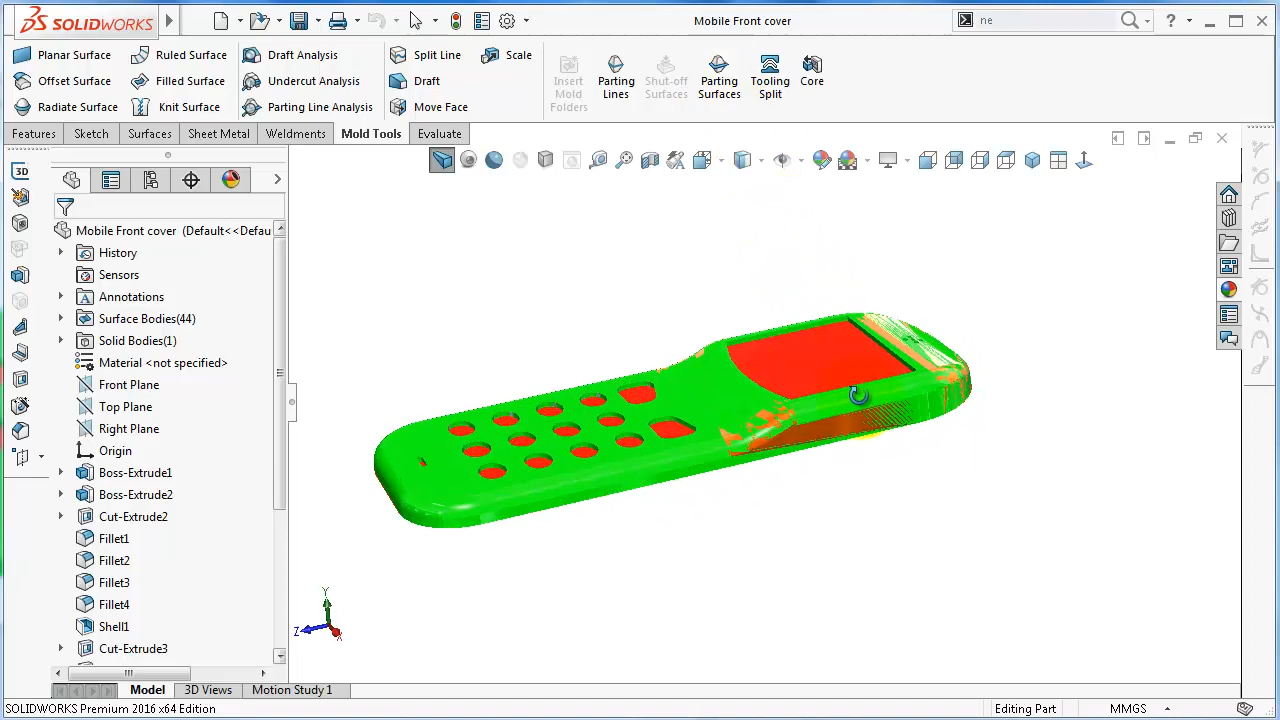 SOLIDWORKS
Mobile Front cover
ne
Planar Surface
Ruled Surface
Draft Analysis
Split Line
Scale
Offset Surface
Filled Surface
Undercut Analysis
Draft
Radiate Surface
Knit Surface
Parting Line Analysis
Move Face
Insert
Mold
Folders
Parting
Lines
Shut-off
Surfaces
Parting
Surfaces
Tooling
Split
Core
Features
Sketch
Surfaces
Sheet Metal
Weldments
Mold Tools
Evaluate
3D
Mobile Front cover (Default<<Defau
History
Sensors
Annotations
Surface Bodies(44)
Solid Bodies(1)
Material <not specified>
Front Plane
Top Plane
Right Plane
Origin
Boss-Extrude1
Boss-Extrude2
Cut-Extrude2
Fillet1
Fillet2
Fillet3
Fillet4
Shell1
Cut-Extrude3
Y
Z
X
Model
3D Views
Motion Study 1
SOLIDWORKS Premium 2016 x64 Edition
Editing Part
MMGS